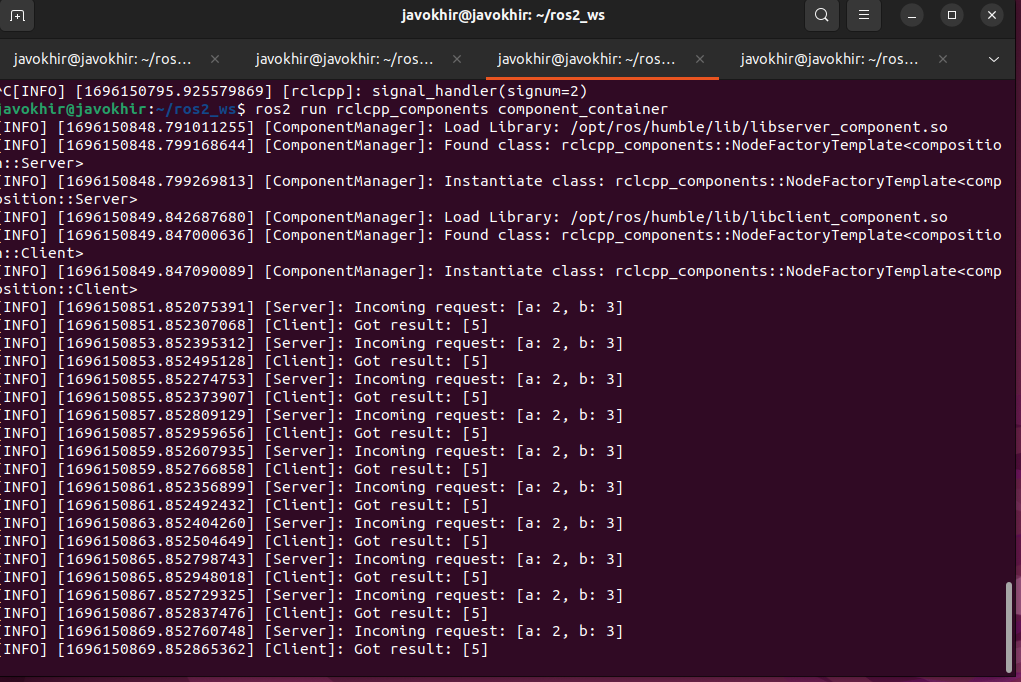 javokhir@javokhir: ~/ros2_ws
javokhir@javokhir: ~/ros... javokhir@javokhir: ~/ros... javokhir@javokhir: ~/ros... javokhir@javokhir: ~/ros...
^C[INFO] [1696150795.925579869] [rclcpp]: signal_handler(signum=2)
javokhir@javokhir:~/ros2_ws$ ros2 run rclcpp_components component_container
[INFO] [1696150848.791011255] [ComponentManager]: Load Library: /opt/ros/humble/lib/libserver_component.so
[INFO] [1696150848.799168644] [ComponentManager]: Found class: rclcpp_components::NodeFactoryTemplate<compositio
n::Server>
[INFO] [1696150848.799269813] [ComponentManager]: Instantiate class: rclcpp_components::NodeFactoryTemplate<comp
osition::Server>
[INFO] [1696150849.842687680] [ComponentManager]: Load Library: /opt/ros/humble/lib/libclient_component.so
[INFO] [1696150849.847000636] [ComponentManager]: Found class: rclcpp_components::NodeFactoryTemplate<compositio
n::Client>
[INFO] [1696150849.847090089] [ComponentManager]: Instantiate class: rclcpp_components::NodeFactoryTemplate<comp
osition::Client>
[INFO] [1696150851.852075391] [Server]: Incoming request: [a: 2, b: 3]
[INFO] [1696150851.852307068] [Client]: Got result: [5]
[INFO] [1696150853.852395312] [Server]: Incoming request: [a: 2, b: 3]
[INFO] [1696150853.852495128] [Client]: Got result: [5]
[INFO] [1696150855.852274753] [Server]: Incoming request: [a: 2, b: 3]
[INFO] [1696150855.852373907] [Client]: Got result: [5]
[INFO] [1696150857.852809129] [Server]: Incoming request: [a: 2, b: 3]
[INFO] [1696150857.852959656] [Client]: Got result: [5]
[INFO] [1696150859.852607935] [Server]: Incoming request: [a: 2, b: 3]
[INFO] [1696150859.852766858] [Client]: Got result: [5]
[INFO] [1696150861.852356899] [Server]: Incoming request: [a: 2, b: 3]
[INFO] [1696150861.852492432] [Client]: Got result: [5]
[INFO] [1696150863.852404260] [Server]: Incoming request: [a: 2, b: 3]
[INFO] [1696150863.852504649] [Client]: Got result: [5]
[INFO] [1696150865.852798743] [Server]: Incoming request: [a: 2, b: 3]
[INFO] [1696150865.852948018] [Client]: Got result: [5]
[INFO] [1696150867.852729325] [Server]: Incoming request: [a: 2, b: 3]
[INFO] [1696150867.852837476] [Client]: Got result: [5]
[INFO] [1696150869.852760748] [Server]: Incoming request: [a: 2, b: 3]
[INFO] [1696150869.852865362] [Client]: Got result: [5]